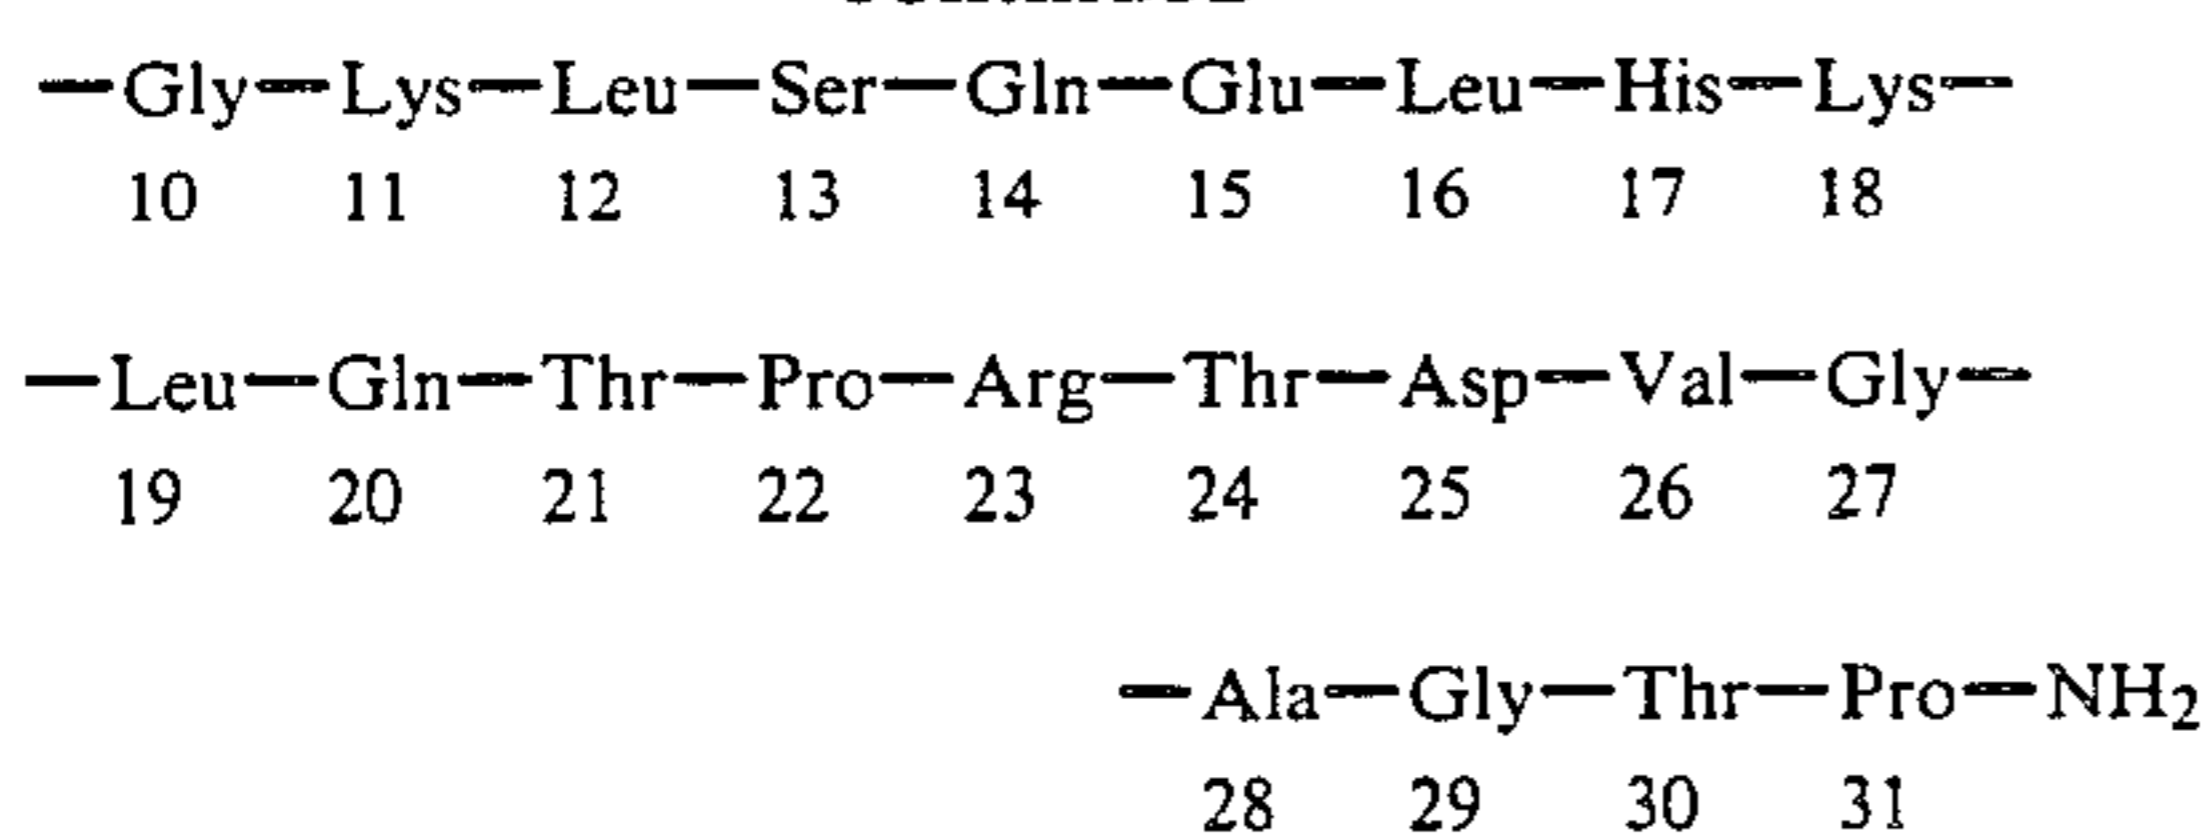 —Gly—Lys—Leu—Ser—Gln—Glu—Leu—His—Lys—
10 11 12 13 14 15 16 17 18
—Leu—Gln—Thr—Pro—Arg—Thr—Asp—Val—Gly—
19 20 21 22 23 24 25 26 27
—Ala—Gly—Thr—Pro—NH₂
28 29 30 31